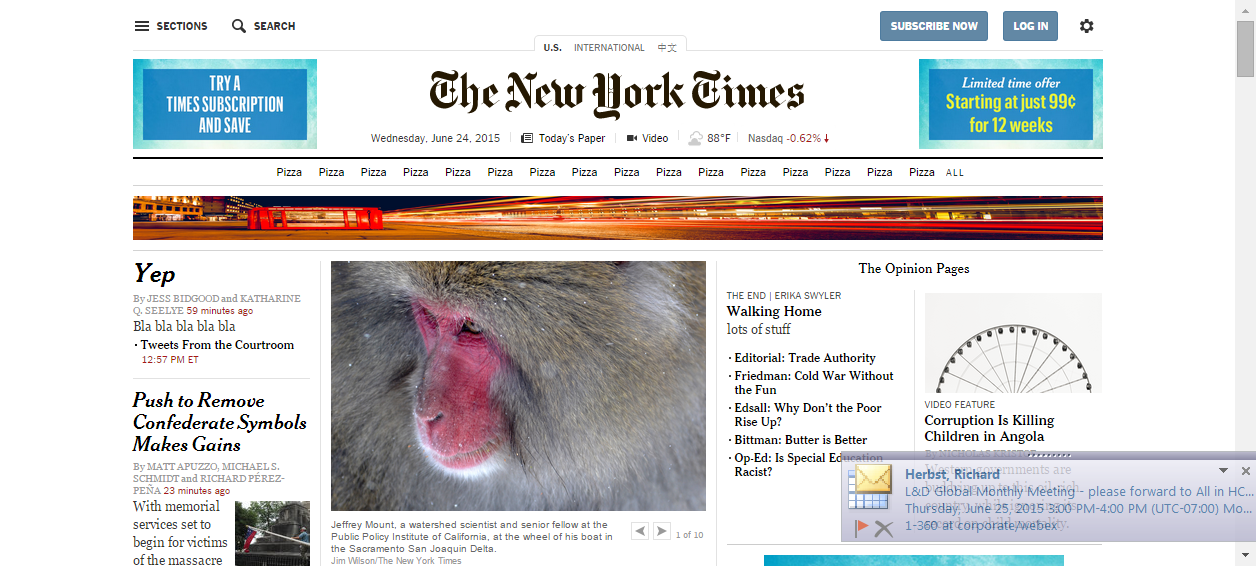 SECTIONS
SEARCH
SUBSCRIBE NOW
LOG IN
U.S. INTERNATIONAL 中文
TRY A
TIMES SUBSCRIPTION
AND SAVE
The New York Times
Limited time offer
Starting at just 99¢
for 12 weeks
Wednesday, June 24, 2015
Today's Paper
Video
88°F
Nasdaq -0.62%
Pizza Pizza Pizza Pizza Pizza Pizza Pizza Pizza Pizza Pizza Pizza Pizza Pizza Pizza Pizza Pizza ALL
Yep
By JESS BIDGOOD and KATHARINE
Q. SEELYE 59 minutes ago
Bla bla bla bla bla
· Tweets From the Courtroom
12:57 PM ET
Push to Remove
Confederate Symbols
Makes Gains
By MATT APUZZO, MICHAEL S.
SCHMIDT and RICHARD PÉREZ-
PEÑA 23 minutes ago
With memorial
services set to
begin for victims
of the massacre
Jeffrey Mount, a watershed scientist and senior fellow at the
Public Policy Institute of California, at the wheel of his boat in
the Sacramento San Joaquin Delta.
Jim Wilson/The New York Times
1 of 10
The Opinion Pages
THE END | ERIKA SWYLER
Walking Home
lots of stuff
· Editorial: Trade Authority
· Friedman: Cold War Without
the Fun
· Edsall: Why Don't the Poor
Rise Up?
· Bittman: Butter is Better
· Op-Ed: Is Special Education
Racist?
VIDEO FEATURE
Corruption Is Killing
Children in Angola
By NICHOLAS KRISTOF
Western governments are
Herbst, Richard
L&D Global Monthly Meeting - please forward to All in HC...
Thursday, June 25, 2015 3:00 PM-4:00 PM (UTC-07:00) Mo...
1-360 at corporate/webex